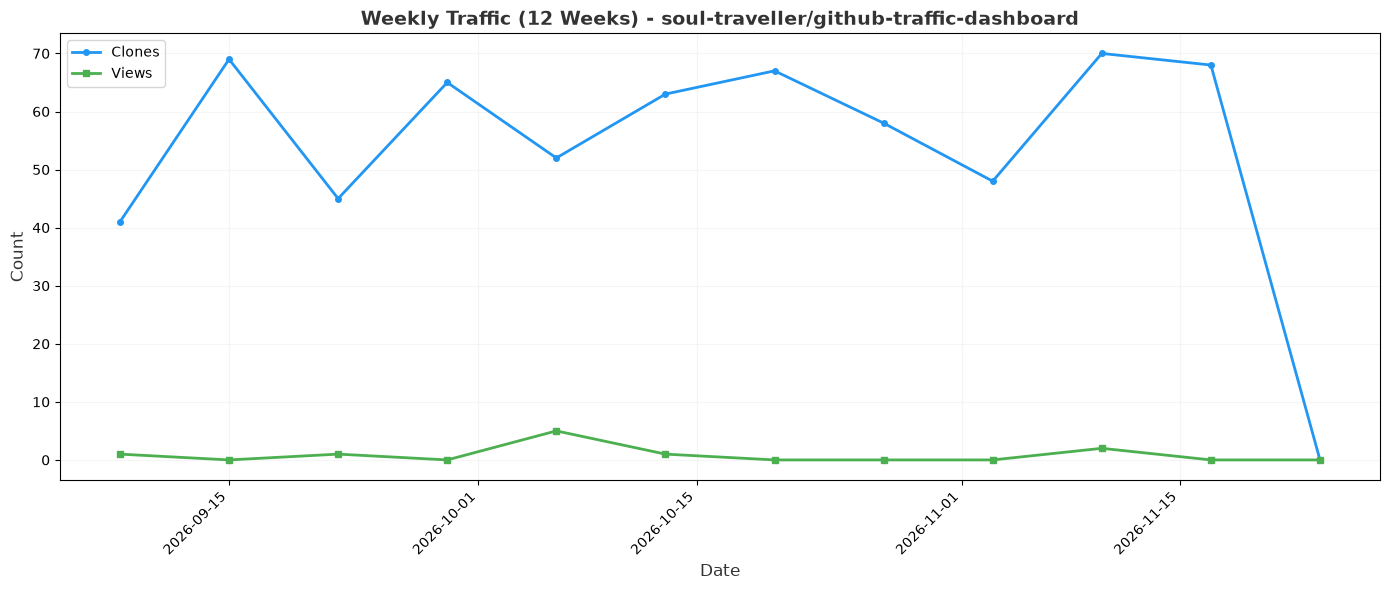 Weekly Traffic (12 Weeks) - soul-traveller/github-traffic-dashboard
Clones
Views
Count
70
60
50
40
30
20
10
0
2026-09-15
2026-10-01
2026-10-15
2026-11-01
2026-11-15
Date